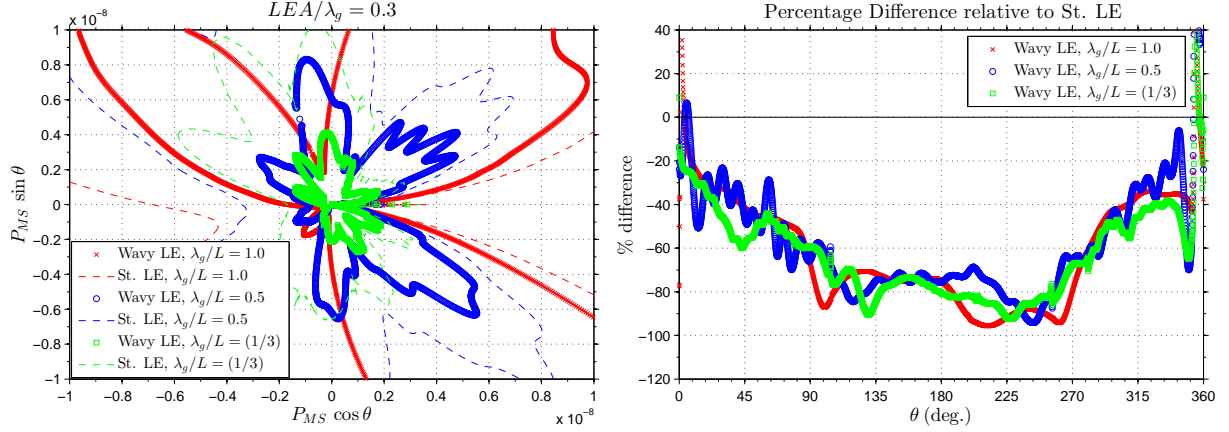 LEA/λg = 0.3
x 10^-8
1
0.8
0.6
0.4
0.2
0
-0.2
-0.4
-0.6
-0.8
-1
P_MS sin θ
Wavy LE, λg/L = 1.0
St. LE, λg/L = 1.0
Wavy LE, λg/L = 0.5
St. LE, λg/L = 0.5
Wavy LE, λg/L = (1/3)
St. LE, λg/L = (1/3)
-1 -0.8 -0.6 -0.4 -0.2 0 0.2 0.4 0.6 0.8 1
P_MS cos θ
x 10^-8
Percentage Difference relative to St. LE
40
20
0
-20
-40
-60
-80
-100
-120
% difference
Wavy LE, λg/L = 1.0
Wavy LE, λg/L = 0.5
Wavy LE, λg/L = (1/3)
0 45 90 135 180 225 270 315 360
θ (deg.)